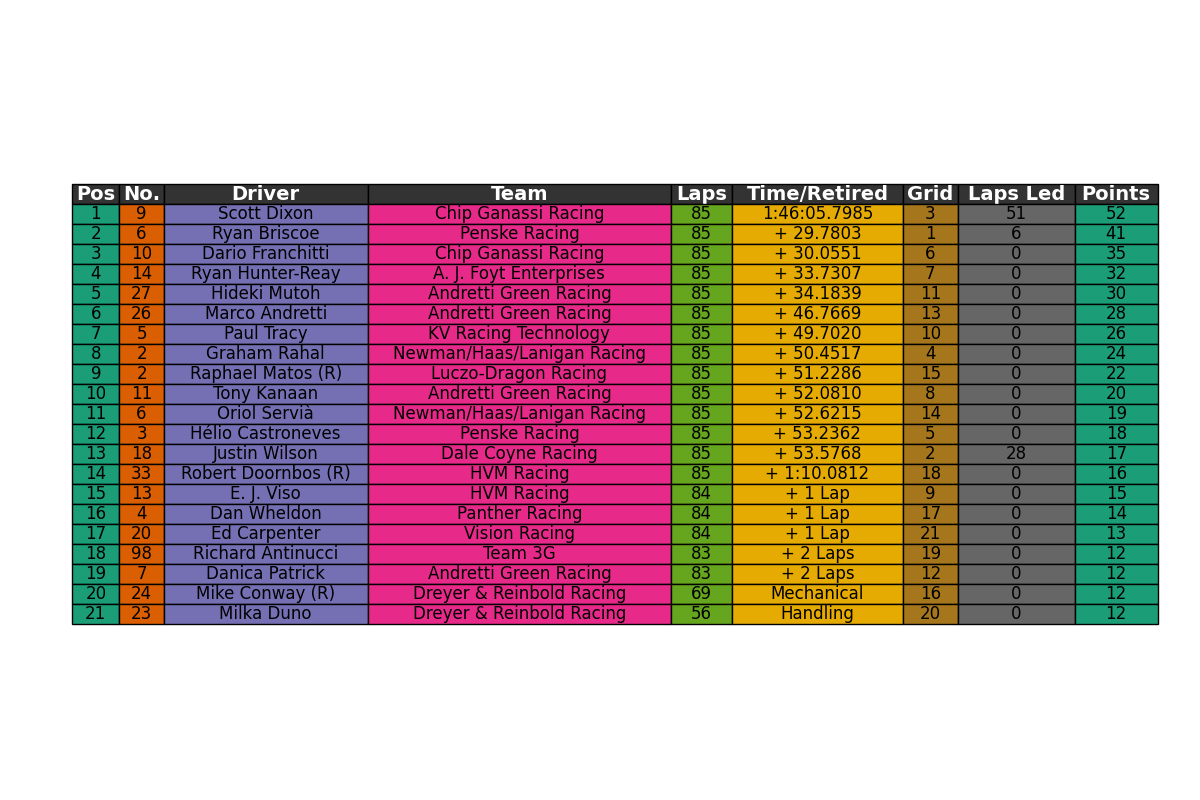 Pos No. Driver Team Laps Time/Retired Grid Laps Led Points
1 9 Scott Dixon Chip Ganassi Racing 85 1:46:05.7985 3 51 52
2 6 Ryan Briscoe Penske Racing 85 + 29.7803 1 6 41
3 10 Dario Franchitti Chip Ganassi Racing 85 + 30.0551 6 0 35
4 14 Ryan Hunter-Reay A. J. Foyt Enterprises 85 + 33.7307 7 0 32
5 27 Hideki Mutoh Andretti Green Racing 85 + 34.1839 11 0 30
6 26 Marco Andretti Andretti Green Racing 85 + 46.7669 13 0 28
7 5 Paul Tracy KV Racing Technology 85 + 49.7020 10 0 26
8 2 Graham Rahal Newman/Haas/Lanigan Racing 85 + 50.4517 4 0 24
9 2 Raphael Matos (R) Luczo-Dragon Racing 85 + 51.2286 15 0 22
10 11 Tony Kanaan Andretti Green Racing 85 + 52.0810 8 0 20
11 6 Oriol Servià Newman/Haas/Lanigan Racing 85 + 52.6215 14 0 19
12 3 Hélio Castroneves Penske Racing 85 + 53.2362 5 0 18
13 18 Justin Wilson Dale Coyne Racing 85 + 53.5768 2 28 17
14 33 Robert Doornbos (R) HVM Racing 85 + 1:10.0812 18 0 16
15 13 E. J. Viso HVM Racing 84 + 1 Lap 9 0 15
16 4 Dan Wheldon Panther Racing 84 + 1 Lap 17 0 14
17 20 Ed Carpenter Vision Racing 84 + 1 Lap 21 0 13
18 98 Richard Antinucci Team 3G 83 + 2 Laps 19 0 12
19 7 Danica Patrick Andretti Green Racing 83 + 2 Laps 12 0 12
20 24 Mike Conway (R) Dreyer & Reinbold Racing 69 Mechanical 16 0 12
21 23 Milka Duno Dreyer & Reinbold Racing 56 Handling 20 0 12